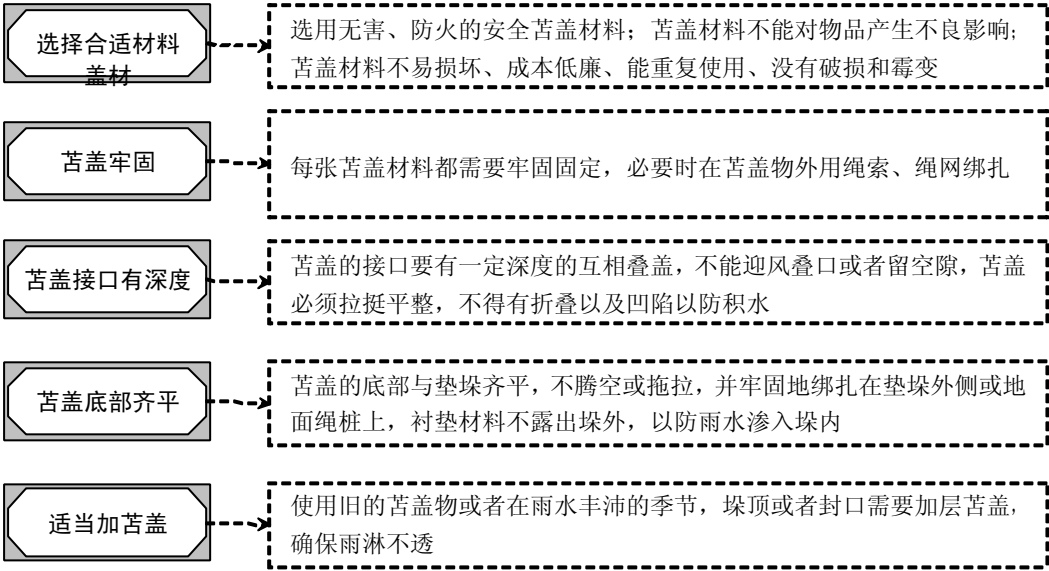 选择合适材料
盖材
选用无害、防火的安全苫盖材料；苫盖材料不能对物品产生不良影响；
苫盖材料不易损坏、成本低廉、能重复使用、没有破损和霉变
苫盖牢固
每张苫盖材料都需要牢固固定，必要时在苫盖物外用绳索、绳网绑扎
苫盖接口有深度
苫盖的接口要有一定深度的互相叠盖，不能迎风叠口或者留空隙，苫盖
必须拉挺平整，不得有折叠以及凹陷以防积水
苫盖底部齐平
苫盖的底部与垫垛齐平，不腾空或拖拉，并牢固地绑扎在垫垛外侧或地
面绳桩上，衬垫材料不露出垛外，以防雨水渗入垛内
适当加苫盖
使用旧的苫盖物或者在雨水丰沛的季节，垛顶或者封口需要加层苫盖，
确保雨淋不透